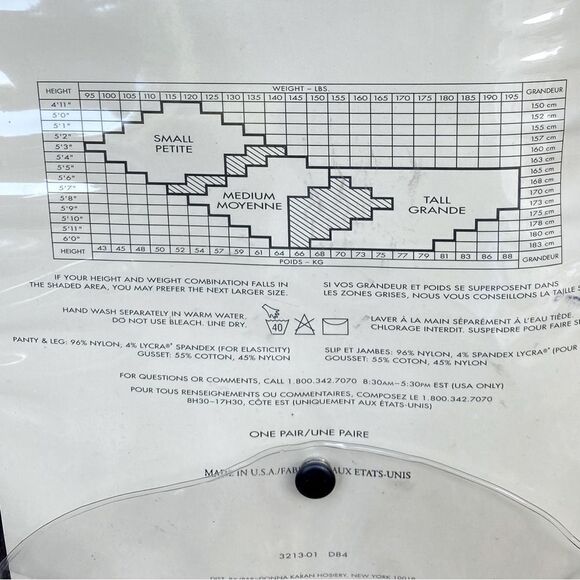 WEIGHT – LBS.
HEIGHT 95 100 105 110 115 120 125 130 135 140 145 150 155 160 165 170 175 180 185 190 195 GRANDEUR
4'11" 150 cm
5'0" 152 cm
5'1" 155 cm
5'2" 157 cm
5'3" 160 cm
5'4" 163 cm
5'5" 165 cm
5'6" 168 cm
5'7" 170 cm
5'8" 173 cm
5'9" 175 cm
5'10" 178 cm
5'11" 180 cm
6'0" 183 cm
SMALL
PETITE
MEDIUM
MOYENNE
TALL
GRANDE
HEIGHT 43 45 48 50 52 54 57 59 61 64 66 68 70 73 75 77 79 81 84 86 88 GRANDEUR
POIDS – KG
IF YOUR HEIGHT AND WEIGHT COMBINATION FALLS IN
THE SHADED AREA, YOU MAY PREFER THE NEXT LARGER SIZE.
SI VOS GRANDEUR ET POIDS SE SUPERPOSENT DANS
LES ZONES GRISES, NOUS VOUS CONSEILLONS LA TAILLE
HAND WASH SEPARATELY IN WARM WATER.
DO NOT USE BLEACH. LINE DRY.
40
LAVER À LA MAIN SÉPARÉMENT À L'EAU TIÈDE.
CHLORAGE INTERDIT. SUSPENDRE POUR FAIRE
PANTY & LEG: 96% NYLON, 4% LYCRA® SPANDEX (FOR ELASTICITY)
GUSSET: 55% COTTON, 45% NYLON
SLIP ET JAMBES: 96% NYLON, 4% SPANDEX LYCRA® (POUR
GOUSSET: 55% COTON, 45% NYLON
FOR QUESTIONS OR COMMENTS, CALL 1.800.342.7070 8:30AM–5:30PM EST (USA ONLY)
POUR TOUS RENSEIGNEMENTS OU COMMENTAIRES, COMPOSEZ LE 1.800.342.7070
8H30–17H30, CÔTE EST (UNIQUEMENT AUX ÉTATS-UNIS)
ONE PAIR/UNE PAIRE
MADE IN U.S.A./FAB AUX ETATS-UNIS
3213-01 DB4
DONNA KARAN HOSIERY, NEW YORK